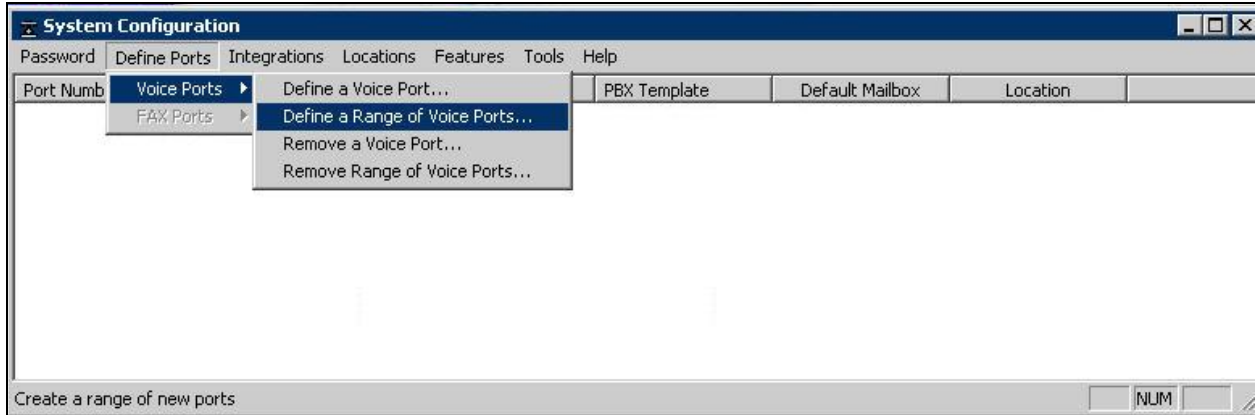 System Configuration
Password Define Ports Integrations Locations Features Tools Help
Port Numb PBX Template Default Mailbox Location
Voice Ports
FAX Ports
Define a Voice Port...
Define a Range of Voice Ports...
Remove a Voice Port...
Remove Range of Voice Ports...
Create a range of new ports NUM